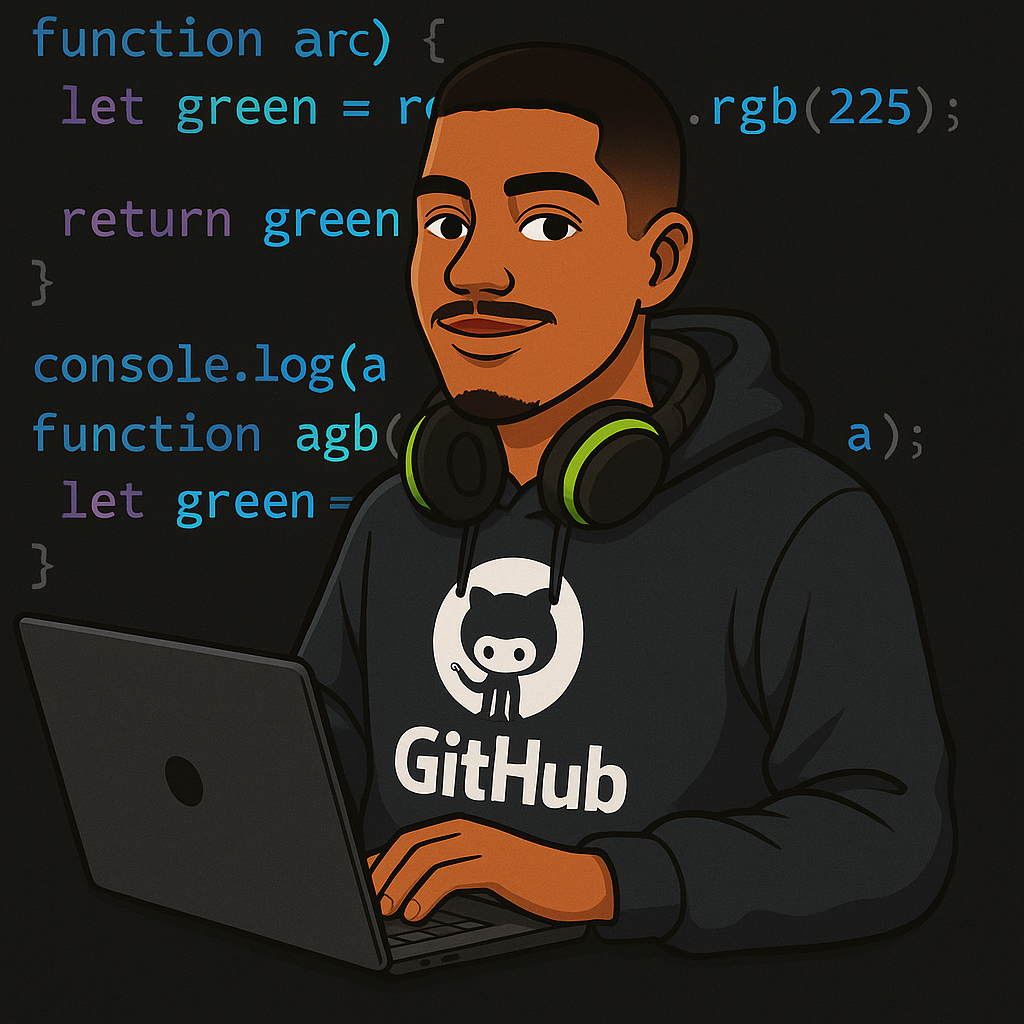 function arc) {
let green = r .rgb(225);
return green
}
console.log(a
function agb( a);
let green =
}
GitHub